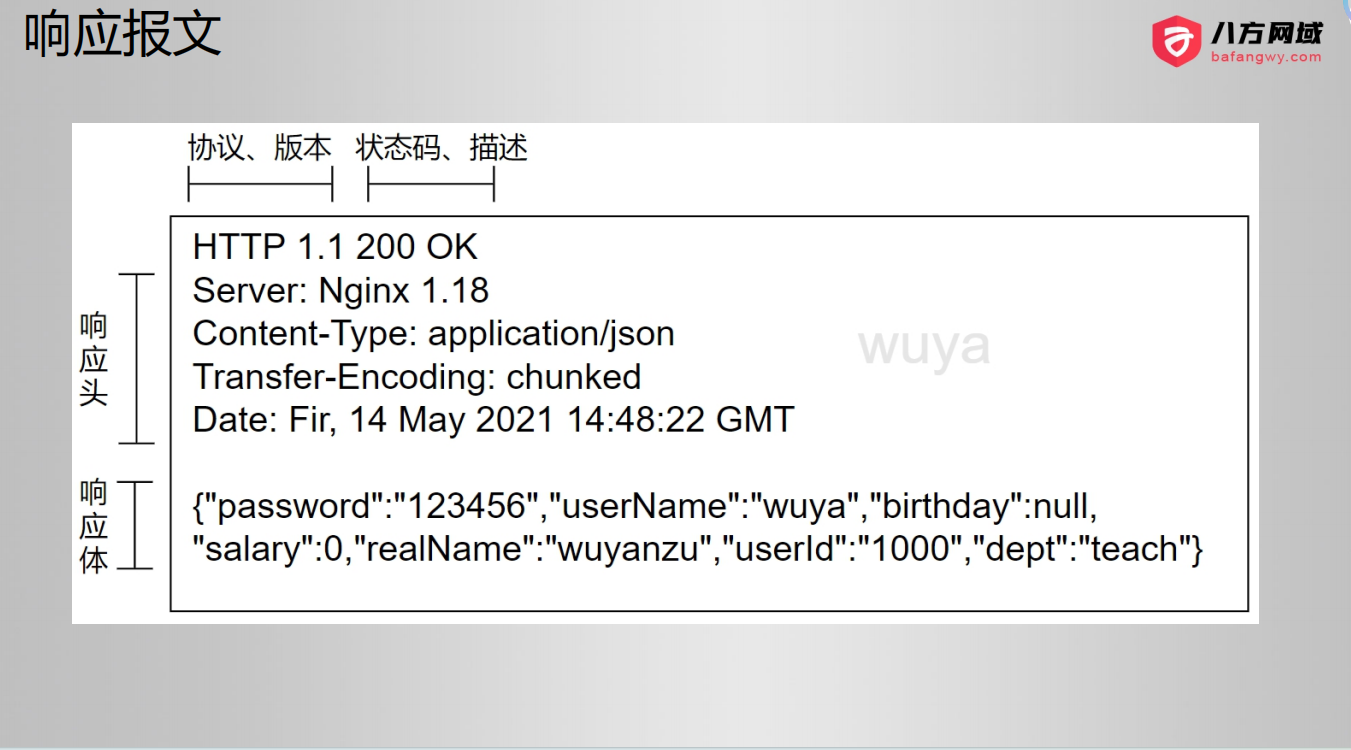 响应报文
八方网域
bafangwy.com
协议、版本 状态码、描述
HTTP 1.1 200 OK
Server: Nginx 1.18
Content-Type: application/json
Transfer-Encoding: chunked
Date: Fir, 14 May 2021 14:48:22 GMT
响应头
wuya
{"password":"123456","userName":"wuya","birthday":null,
"salary":0,"realName":"wuyanzu","userId":"1000","dept":"teach"}
响应体